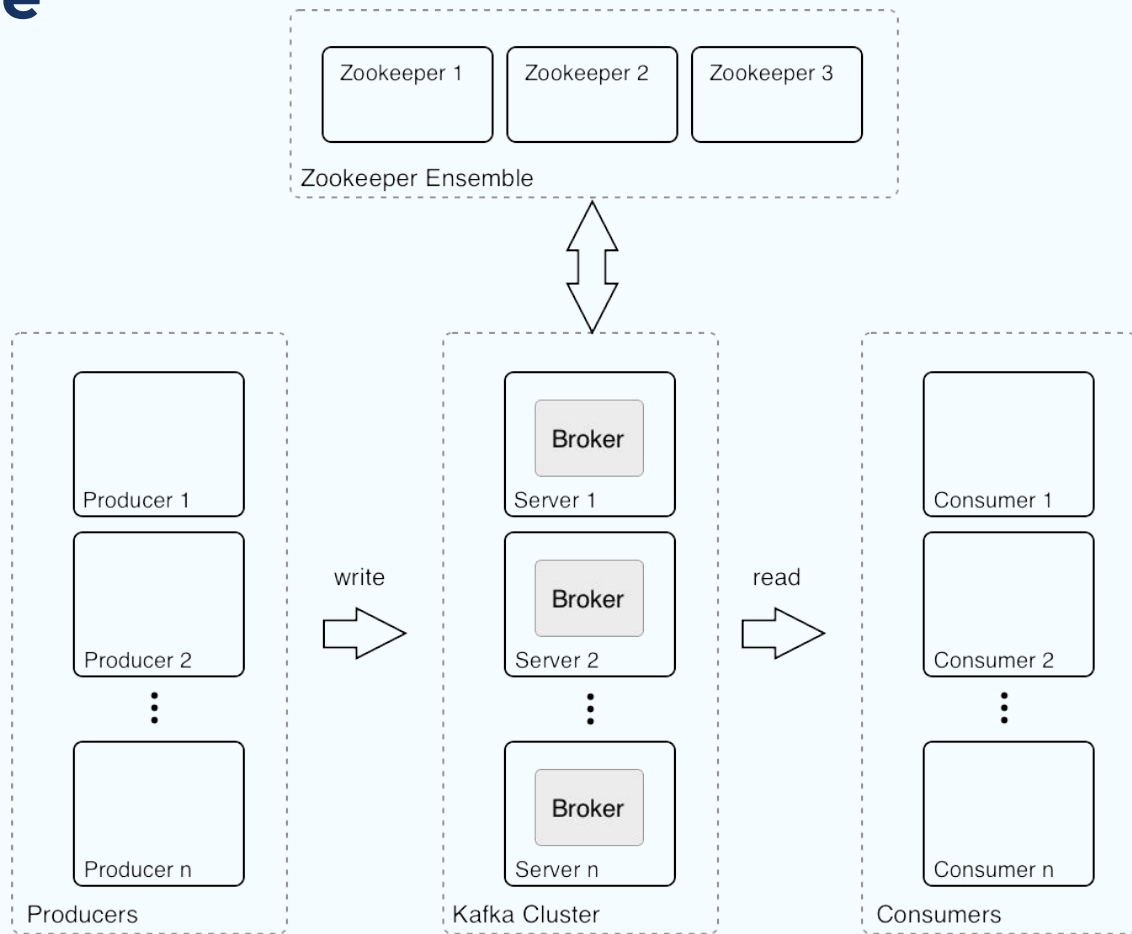 Zookeeper 1
Zookeeper 2
Zookeeper 3
Zookeeper Ensemble
Producer 1
Producer 2
Producer n
Producers
write
Broker
Server 1
Broker
Server 2
Broker
Server n
Kafka Cluster
read
Consumer 1
Consumer 2
Consumer n
Consumers